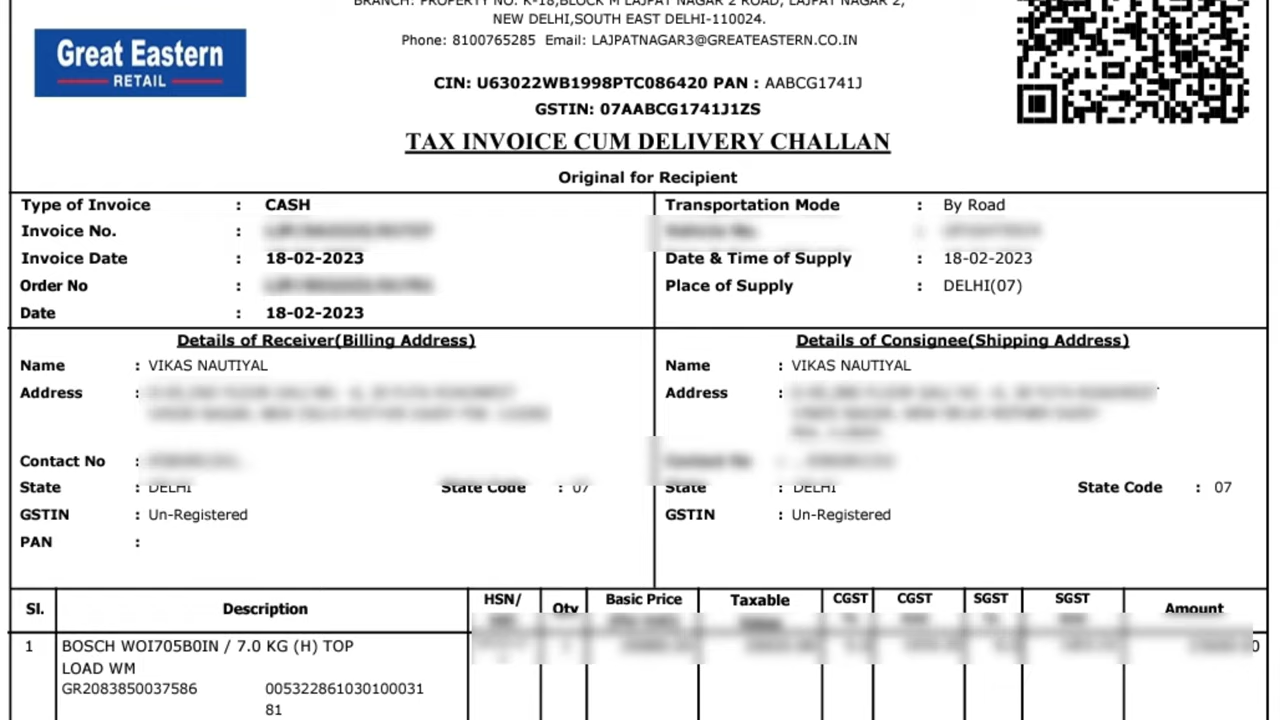 BRANCH: PROPERTY NO. K-18,BLOCK M LAJPAT NAGAR 2 ROAD, LAJPAT NAGAR 2,
NEW DELHI,SOUTH EAST DELHI-110024.
Phone: 8100765285 Email: LAJPATNAGAR3@GREATEASTERN.CO.IN
Great Eastern
RETAIL
CIN: U63022WB1998PTC086420 PAN : AABCG1741J
GSTIN: 07AABCG1741J1ZS
TAX INVOICE CUM DELIVERY CHALLAN
Original for Recipient
Type of Invoice : CASH
Invoice No. :
Invoice Date : 18-02-2023
Order No :
Date : 18-02-2023
Transportation Mode : By Road
Date & Time of Supply : 18-02-2023
Place of Supply : DELHI(07)
Details of Receiver(Billing Address)
Name : VIKAS NAUTIYAL
Address :
Contact No :
State : DELHI State Code : 07
GSTIN : Un-Registered
PAN :
Details of Consignee(Shipping Address)
Name : VIKAS NAUTIYAL
Address :
State : DELHI State Code : 07
GSTIN : Un-Registered
Sl. Description HSN/ Qty Basic Price Taxable CGST CGST SGST SGST Amount
1 BOSCH WOI705B0IN / 7.0 KG (H) TOP
LOAD WM
GR2083850037586 005322861030100031
81